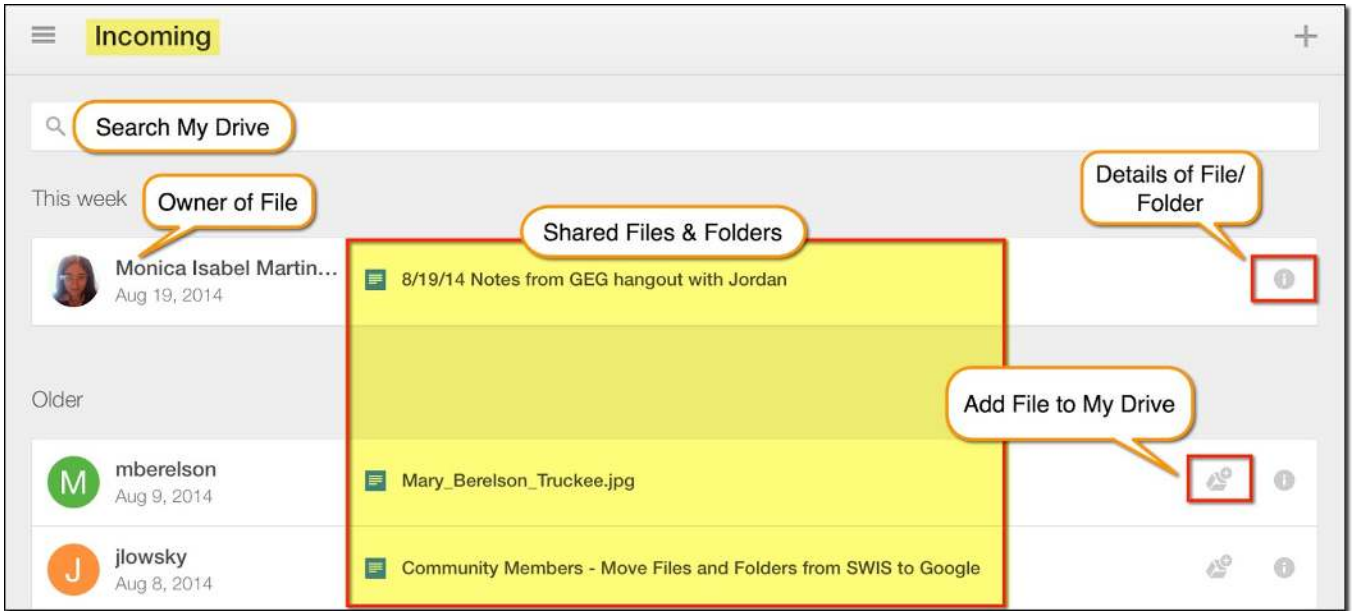 Incoming
Search My Drive
This week
Owner of File
Details of File/
Folder
Shared Files & Folders
Monica Isabel Martin...
Aug 19, 2014
8/19/14 Notes from GEG hangout with Jordan
Older
Add File to My Drive
M
mberelson
Aug 9, 2014
Mary_Berelson_Truckee.jpg
J
jlowsky
Aug 8, 2014
Community Members - Move Files and Folders from SWIS to Google